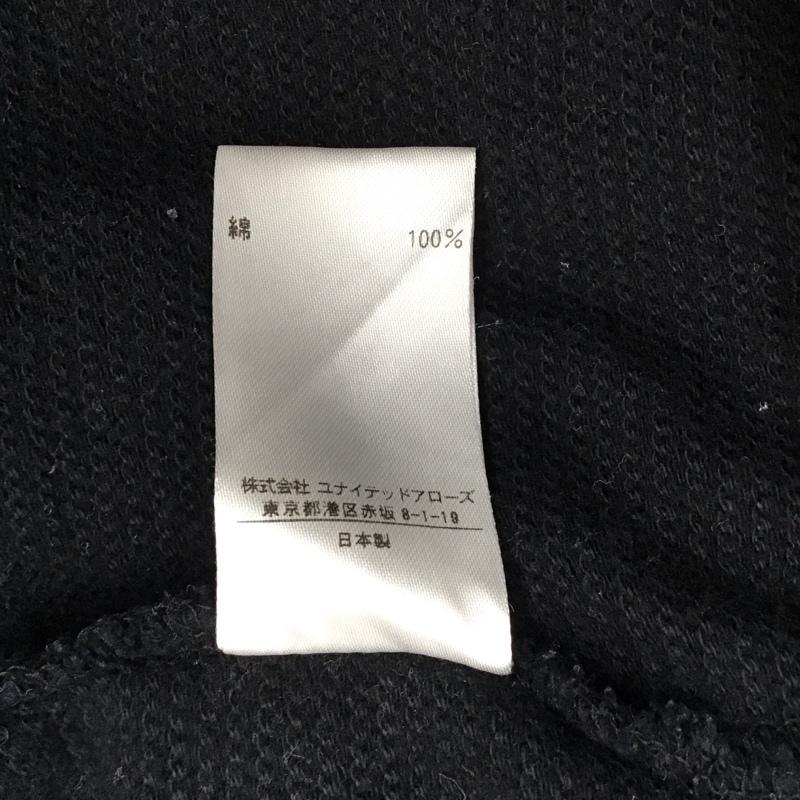 綿 100%
株式会社 ユナイテッドアローズ
東京都港区赤坂 8-1-19
日本製